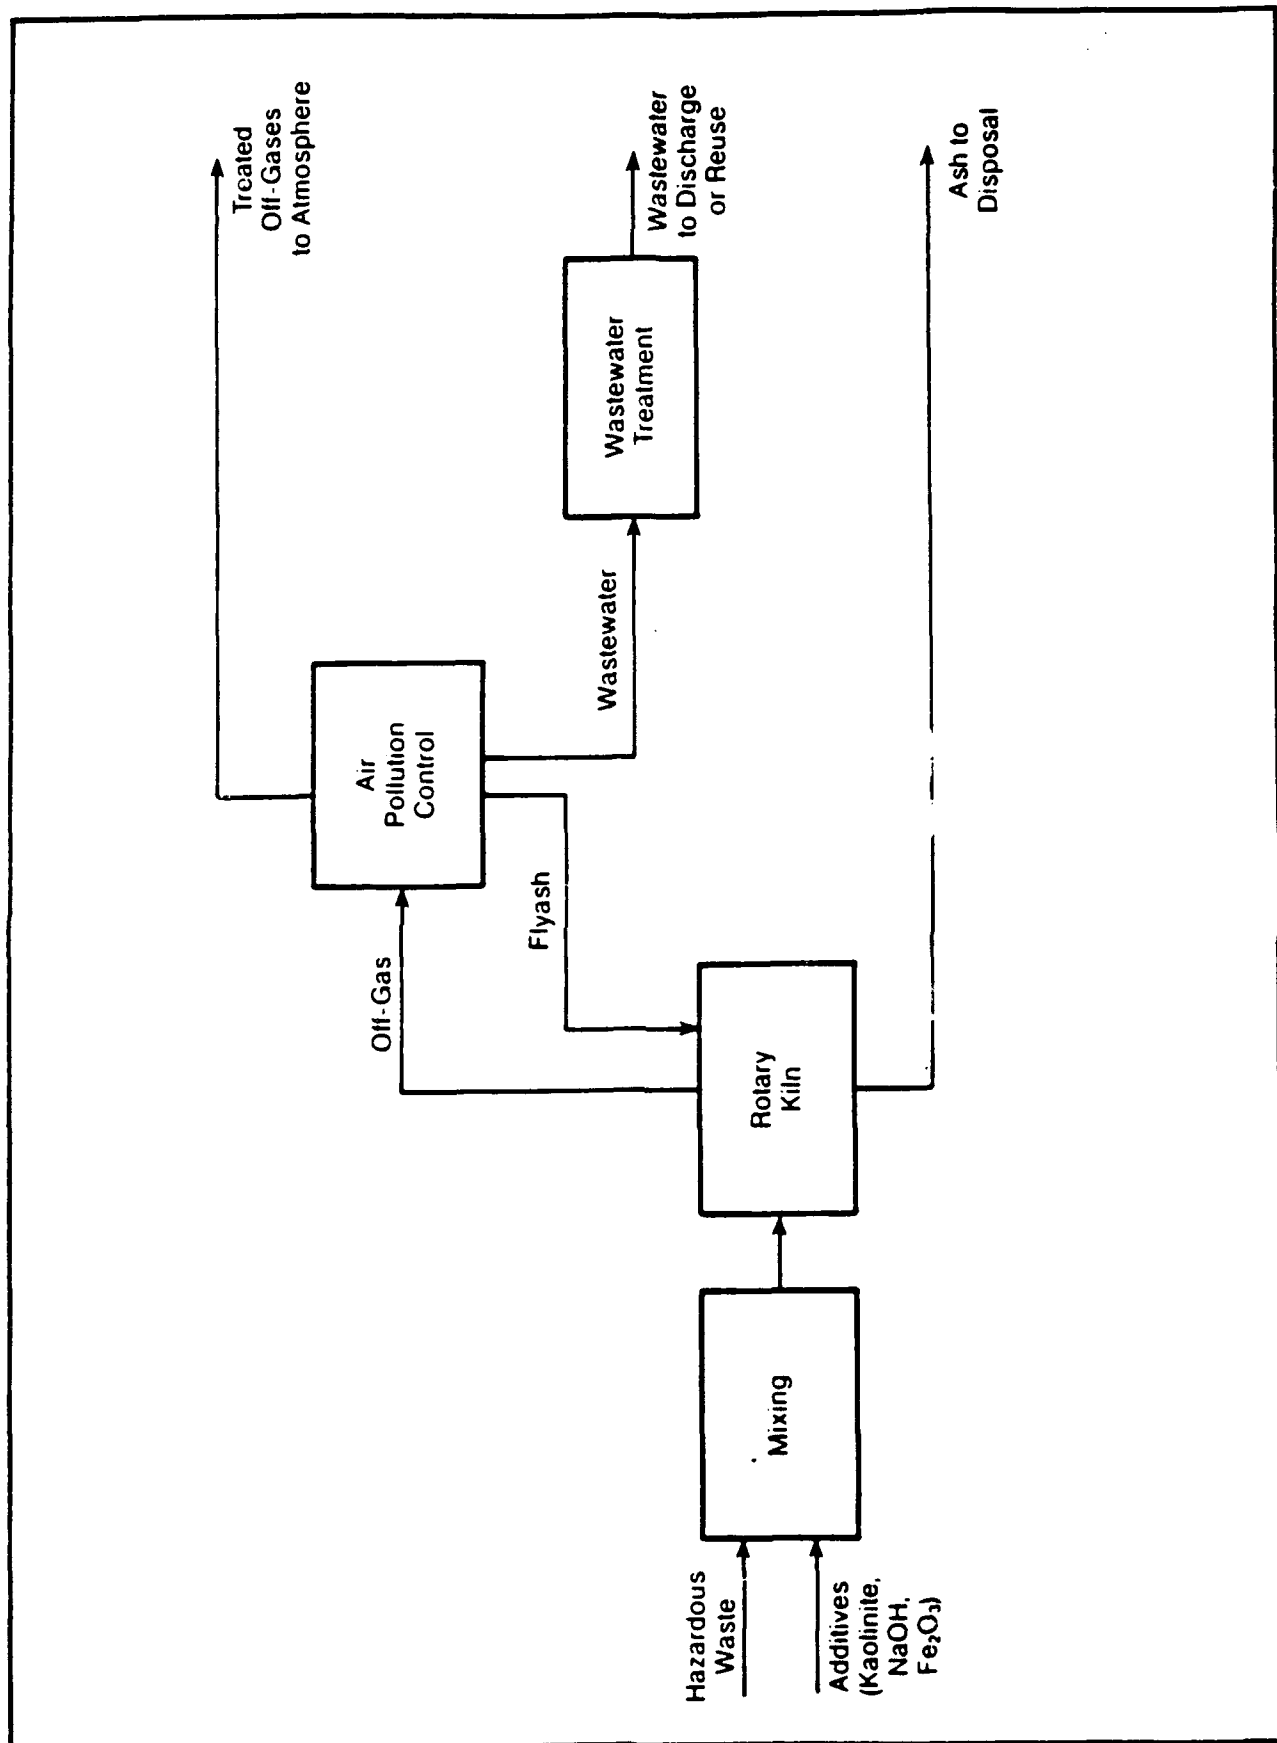 Hazardous
Waste
Additives
(Kaolinite,
NaOH,
Fe₂O₃)
Mixing
Rotary
Kiln
Off-Gas
Flyash
Air
Pollution
Control
Treated
Off-Gases
to Atmosphere
Wastewater
Wastewater
Treatment
Wastewater
to Discharge
or Reuse
Ash to
Disposal